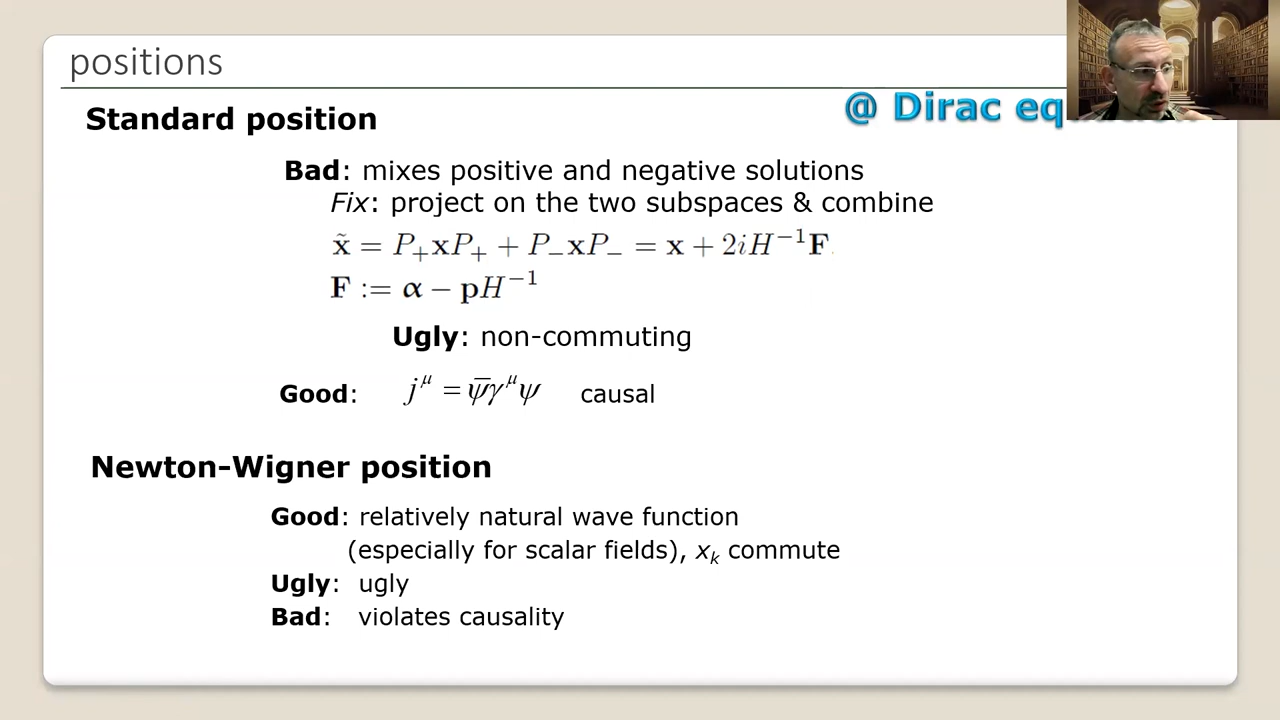 positions
@ Dirac
Standard position
Bad: mixes positive and negative solutions
Fix: project on the two subspaces & combine
x̃ = P₊xP₊ + P₋xP₋ = x + 2iH⁻¹F.
F := α − pH⁻¹
Ugly: non-commuting
Good: j^μ = ψ̄γ^μψ causal
Newton-Wigner position
Good: relatively natural wave function
(especially for scalar fields), xₖ commute
Ugly: ugly
Bad: violates causality